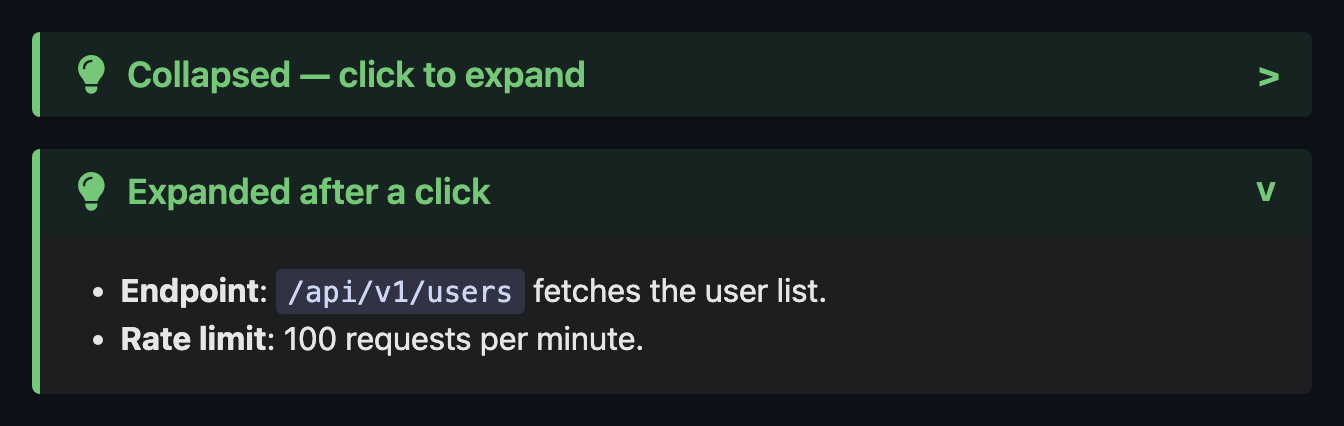 Collapsed — click to expand >
Expanded after a click v
• Endpoint: /api/v1/users fetches the user list.
• Rate limit: 100 requests per minute.